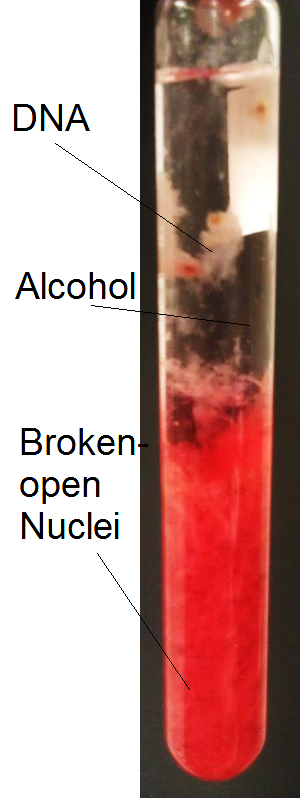 DNA
Alcohol
Broken-
open
Nuclei